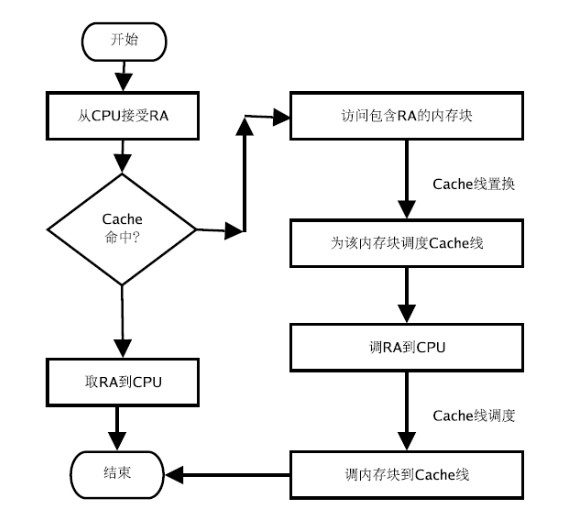 开始
从CPU接受RA
Cache
命中?
取RA到CPU
结束
访问包含RA的内存块
Cache线置换
为该内存块调度Cache线
调RA到CPU
Cache线调度
调内存块到Cache线